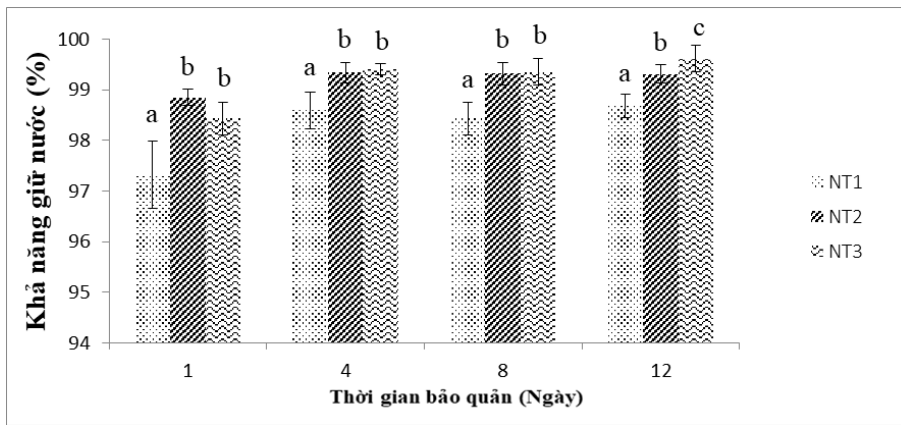 100
99
98
97
96
95
94
Khả năng giữ nước (%)
a b b
a b b
a b b
a b c
1 4 8 12
Thời gian bảo quản (Ngày)
NT1
NT2
NT3